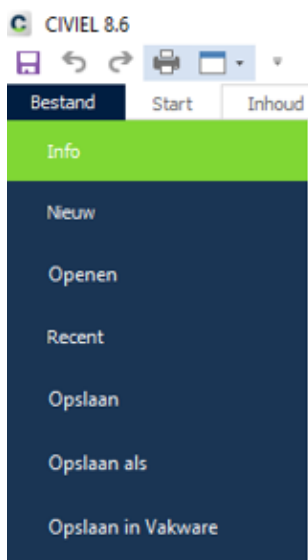 C CIVIEL 8.6
Bestand Start Inhoud
Info
Nieuw
Openen
Recent
Opslaan
Opslaan als
Opslaan in Vakware